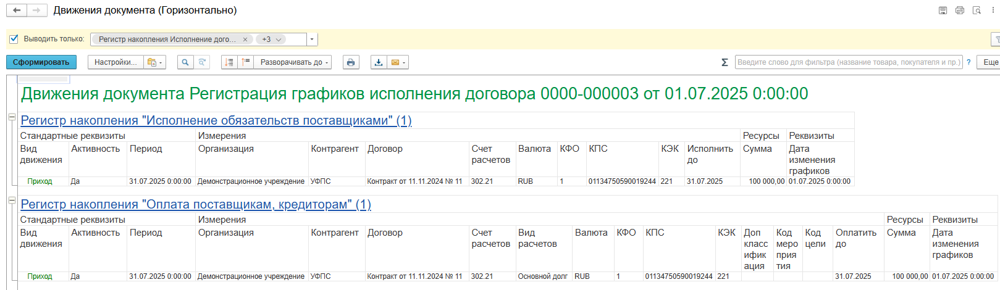 Движения документа (Горизонтально)
Выводить только: Регистр накопления Исполнение дого... × +3
Сформировать Настройки... Разворачивать до Σ Введите слово для фильтра (название товара, покупателя и пр.) ? Еще
Движения документа Регистрация графиков исполнения договора 0000-000003 от 01.07.2025 0:00:00
Регистр накопления "Исполнение обязательств поставщиками" (1)
Стандартные реквизиты Измерения Ресурсы Реквизиты
Вид движения Активность Период Организация Контрагент Договор Счет расчетов Валюта КФО КПС КЭК Исполнить до Сумма Дата изменения графиков
Приход Да 31.07.2025 0:00:00 Демонстрационное учреждение УФПС Контракт от 11.11.2024 № 11 302.21 RUB 1 01134750590019244 221 31.07.2025 100 000,00 01.07.2025 0:00:00
Регистр накопления "Оплата поставщикам, кредиторам" (1)
Стандартные реквизиты Измерения Ресурсы Реквизиты
Вид движения Активность Период Организация Контрагент Договор Счет расчетов Вид расчетов Валюта КФО КПС КЭК Доп классификация Код мероприятия Код цели Оплатить до Сумма Дата изменения графиков
Приход Да 31.07.2025 0:00:00 Демонстрационное учреждение УФПС Контракт от 11.11.2024 № 11 302.21 Основной долг RUB 1 01134750590019244 221 31.07.2025 100 000,00 01.07.2025 0:00:00